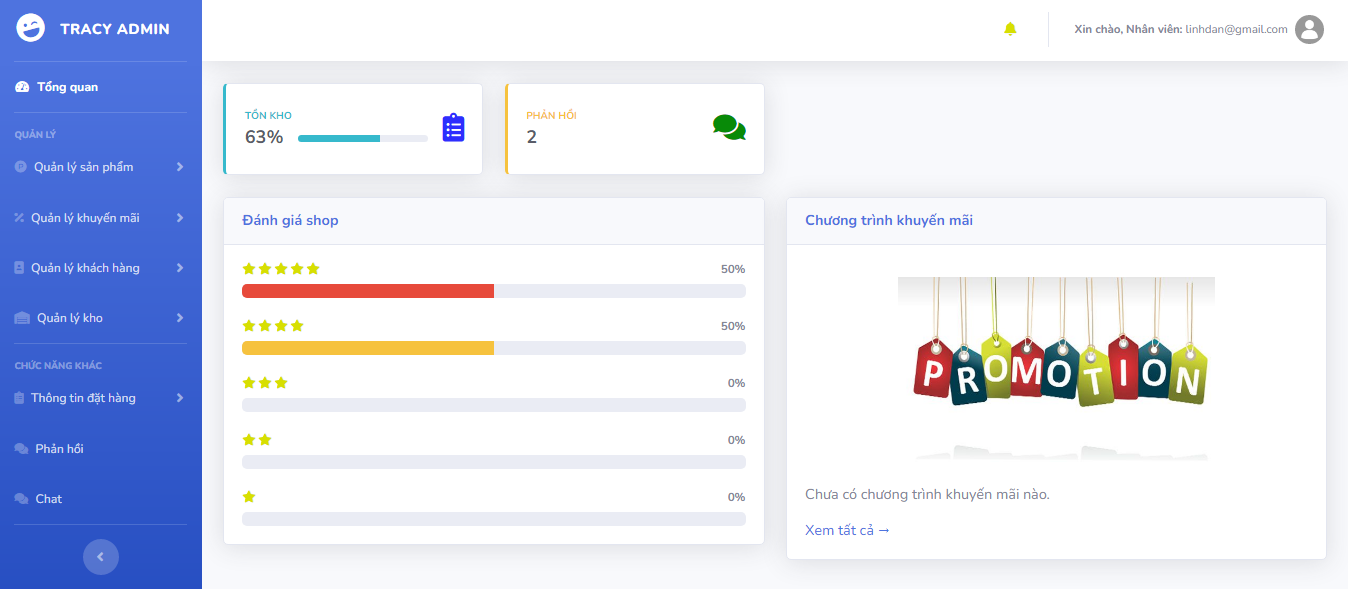 TRACY ADMIN
Tổng quan
QUẢN LÝ
Quản lý sản phẩm
Quản lý khuyến mãi
Quản lý khách hàng
Quản lý kho
CHỨC NĂNG KHÁC
Thông tin đặt hàng
Phản hồi
Chat
Xin chào, Nhân viên: linhdan@gmail.com
TỒN KHO
63%
PHẢN HỒI
2
Đánh giá shop
50%
50%
0%
0%
0%
Chương trình khuyến mãi
PROMOTION
Chưa có chương trình khuyến mãi nào.
Xem tất cả →